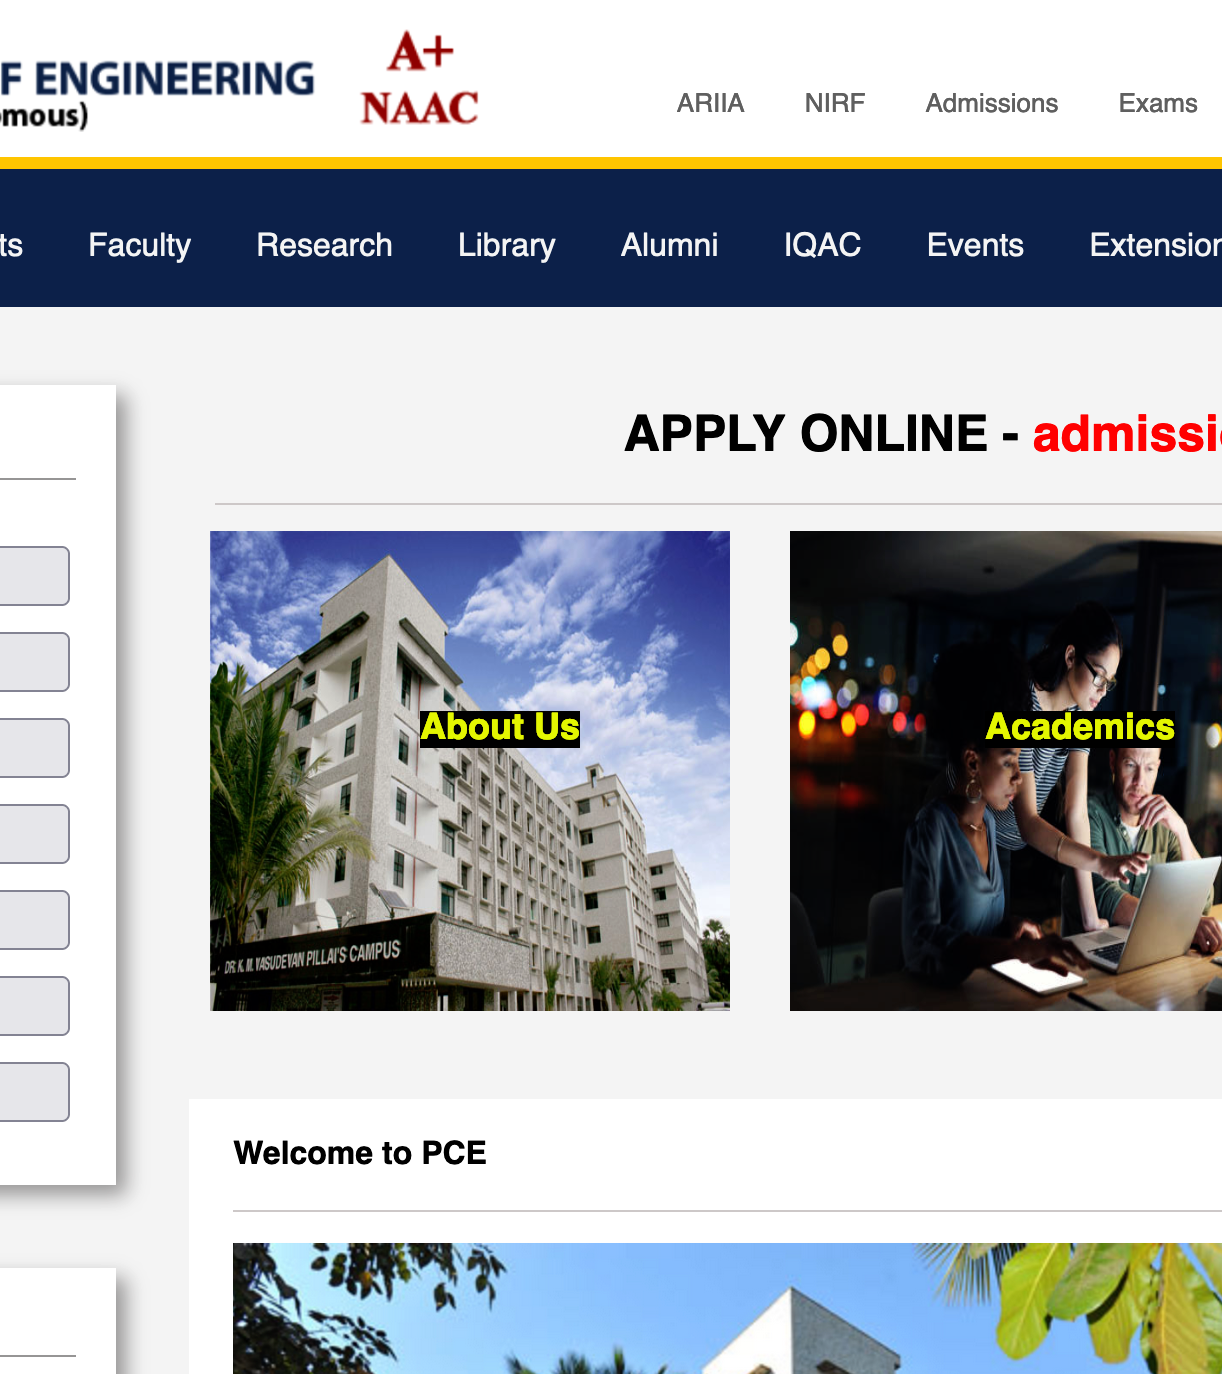 F ENGINEERING
omous)
A+
NAAC
ARIIA NIRF Admissions Exams
ts Faculty Research Library Alumni IQAC Events Extension
APPLY ONLINE - admissi
About Us
Academics
DR. K. M. VASUDEVAN PILLAI'S CAMPUS
Welcome to PCE